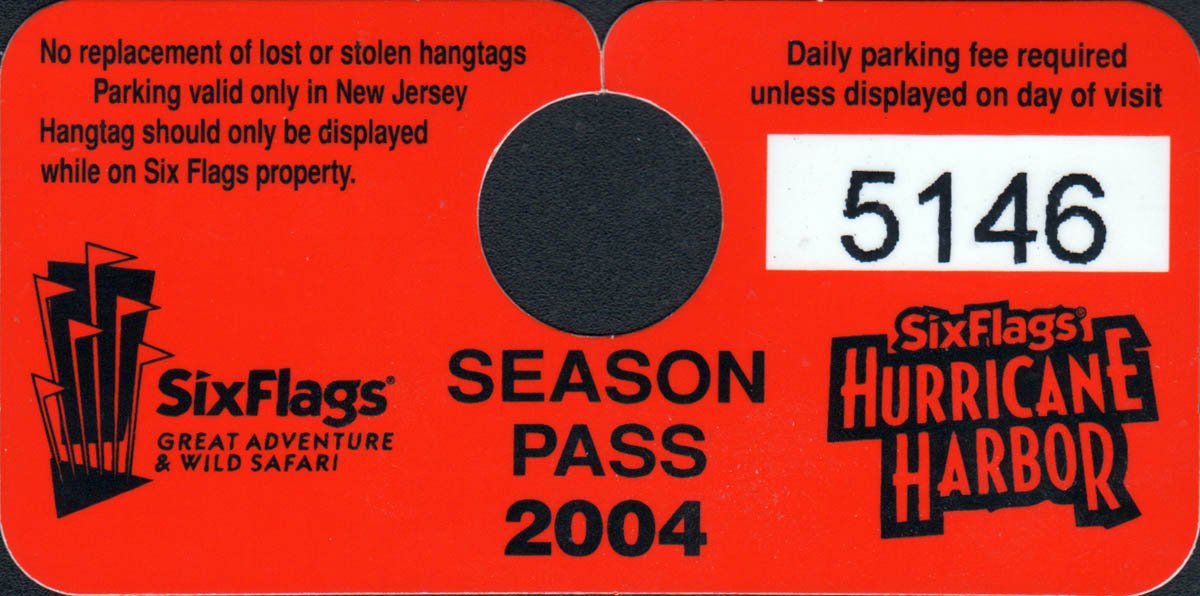 No replacement of lost or stolen hangtags
Parking valid only in New Jersey
Hangtag should only be displayed
while on Six Flags property.
Daily parking fee required
unless displayed on day of visit
5146
SixFlags®
GREAT ADVENTURE
& WILD SAFARI
SEASON
PASS
2004
SixFlags®
HURRICANE
HARBOR